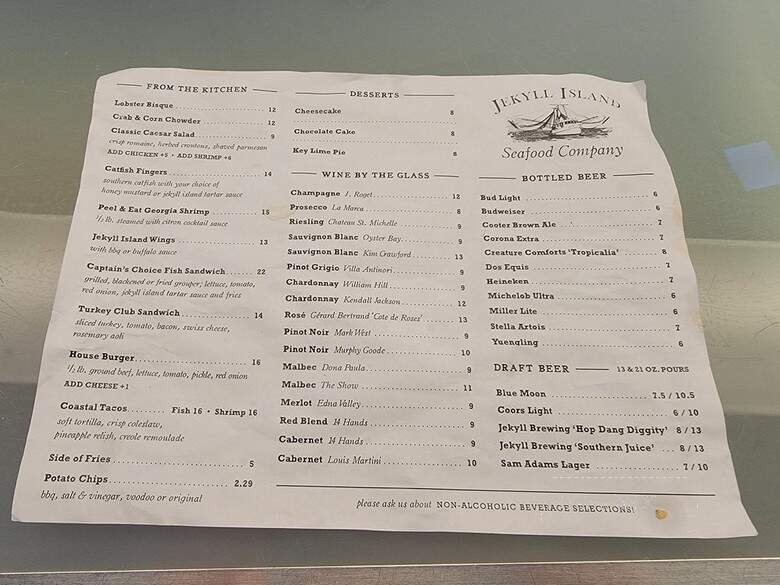 FROM THE KITCHEN
Lobster Bisque 12
Crab & Corn Chowder 12
Classic Caesar Salad 9
crisp romaine, herbed croutons, shaved parmesan
ADD CHICKEN +5 • ADD SHRIMP +6
Catfish Fingers 14
southern catfish with your choice of
honey mustard or jekyll island tartar sauce
Peel & Eat Georgia Shrimp 15
1/2 lb. steamed with citron cocktail sauce
Jekyll Island Wings 13
with bbq or buffalo sauce
Captain's Choice Fish Sandwich 22
grilled, blackened or fried grouper; lettuce, tomato,
red onion, jekyll island tartar sauce and fries
Turkey Club Sandwich 14
sliced turkey, tomato, bacon, swiss cheese,
rosemary aoli
House Burger 16
1/2 lb. ground beef, lettuce, tomato, pickle, red onion
ADD CHEESE +1
Coastal Tacos Fish 16 • Shrimp 16
soft tortilla, crisp coleslaw,
pineapple relish, creole remoulade
Side of Fries 5
Potato Chips 2.29
bbq, salt & vinegar, voodoo or original
DESSERTS
Cheesecake 8
Chocolate Cake 8
Key Lime Pie 8
WINE BY THE GLASS
Champagne J. Roget 12
Prosecco La Marca 8
Riesling Chateau St. Michelle 9
Sauvignon Blanc Oyster Bay 9
Sauvignon Blanc Kim Crawford 13
Pinot Grigio Villa Antinori 9
Chardonnay William Hill 9
Chardonnay Kendall Jackson 12
Rosé Gérard Bertrand 'Cote de Roses' 13
Pinot Noir Mark West 9
Pinot Noir Murphy Goode 10
Malbec Dona Paula 9
Malbec The Show 11
Merlot Edna Valley 9
Red Blend 14 Hands 9
Cabernet 14 Hands 9
Cabernet Louis Martini 10
JEKYLL ISLAND
Seafood Company
BOTTLED BEER
Bud Light 6
Budweiser 6
Cooter Brown Ale 7
Corona Extra 7
Creature Comforts 'Tropicalia' 8
Dos Equis 7
Heineken 7
Michelob Ultra 6
Miller Lite 6
Stella Artois 7
Yuengling 6
DRAFT BEER 13 & 21 OZ. POURS
Blue Moon 7.5 / 10.5
Coors Light 6 / 10
Jekyll Brewing 'Hop Dang Diggity' 8 / 13
Jekyll Brewing 'Southern Juice' 8 / 13
Sam Adams Lager 7 / 10
please ask us about NON-ALCOHOLIC BEVERAGE SELECTIONS!